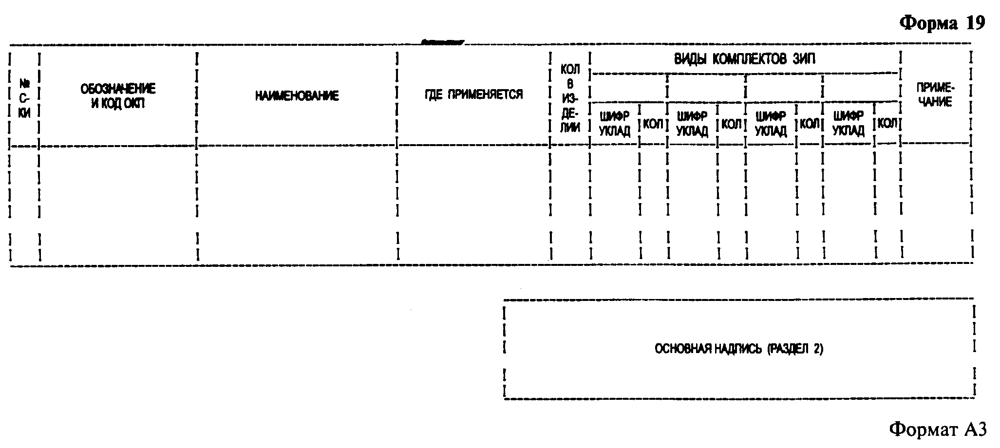 Форма 19
№
С-
КИ
ОБОЗНАЧЕНИЕ
И КОД ОКП
НАИМЕНОВАНИЕ
ГДЕ ПРИМЕНЯЕТСЯ
КОЛ
В
ИЗ-
ДЕ-
ЛИИ
ВИДЫ КОМПЛЕКТОВ ЗИП
ШИФР
УКЛАД
КОЛ
ШИФР
УКЛАД
КОЛ
ШИФР
УКЛАД
КОЛ
ШИФР
УКЛАД
КОЛ
ПРИМЕ-
ЧАНИЕ
ОСНОВНАЯ НАДПИСЬ (РАЗДЕЛ 2)
Формат А3